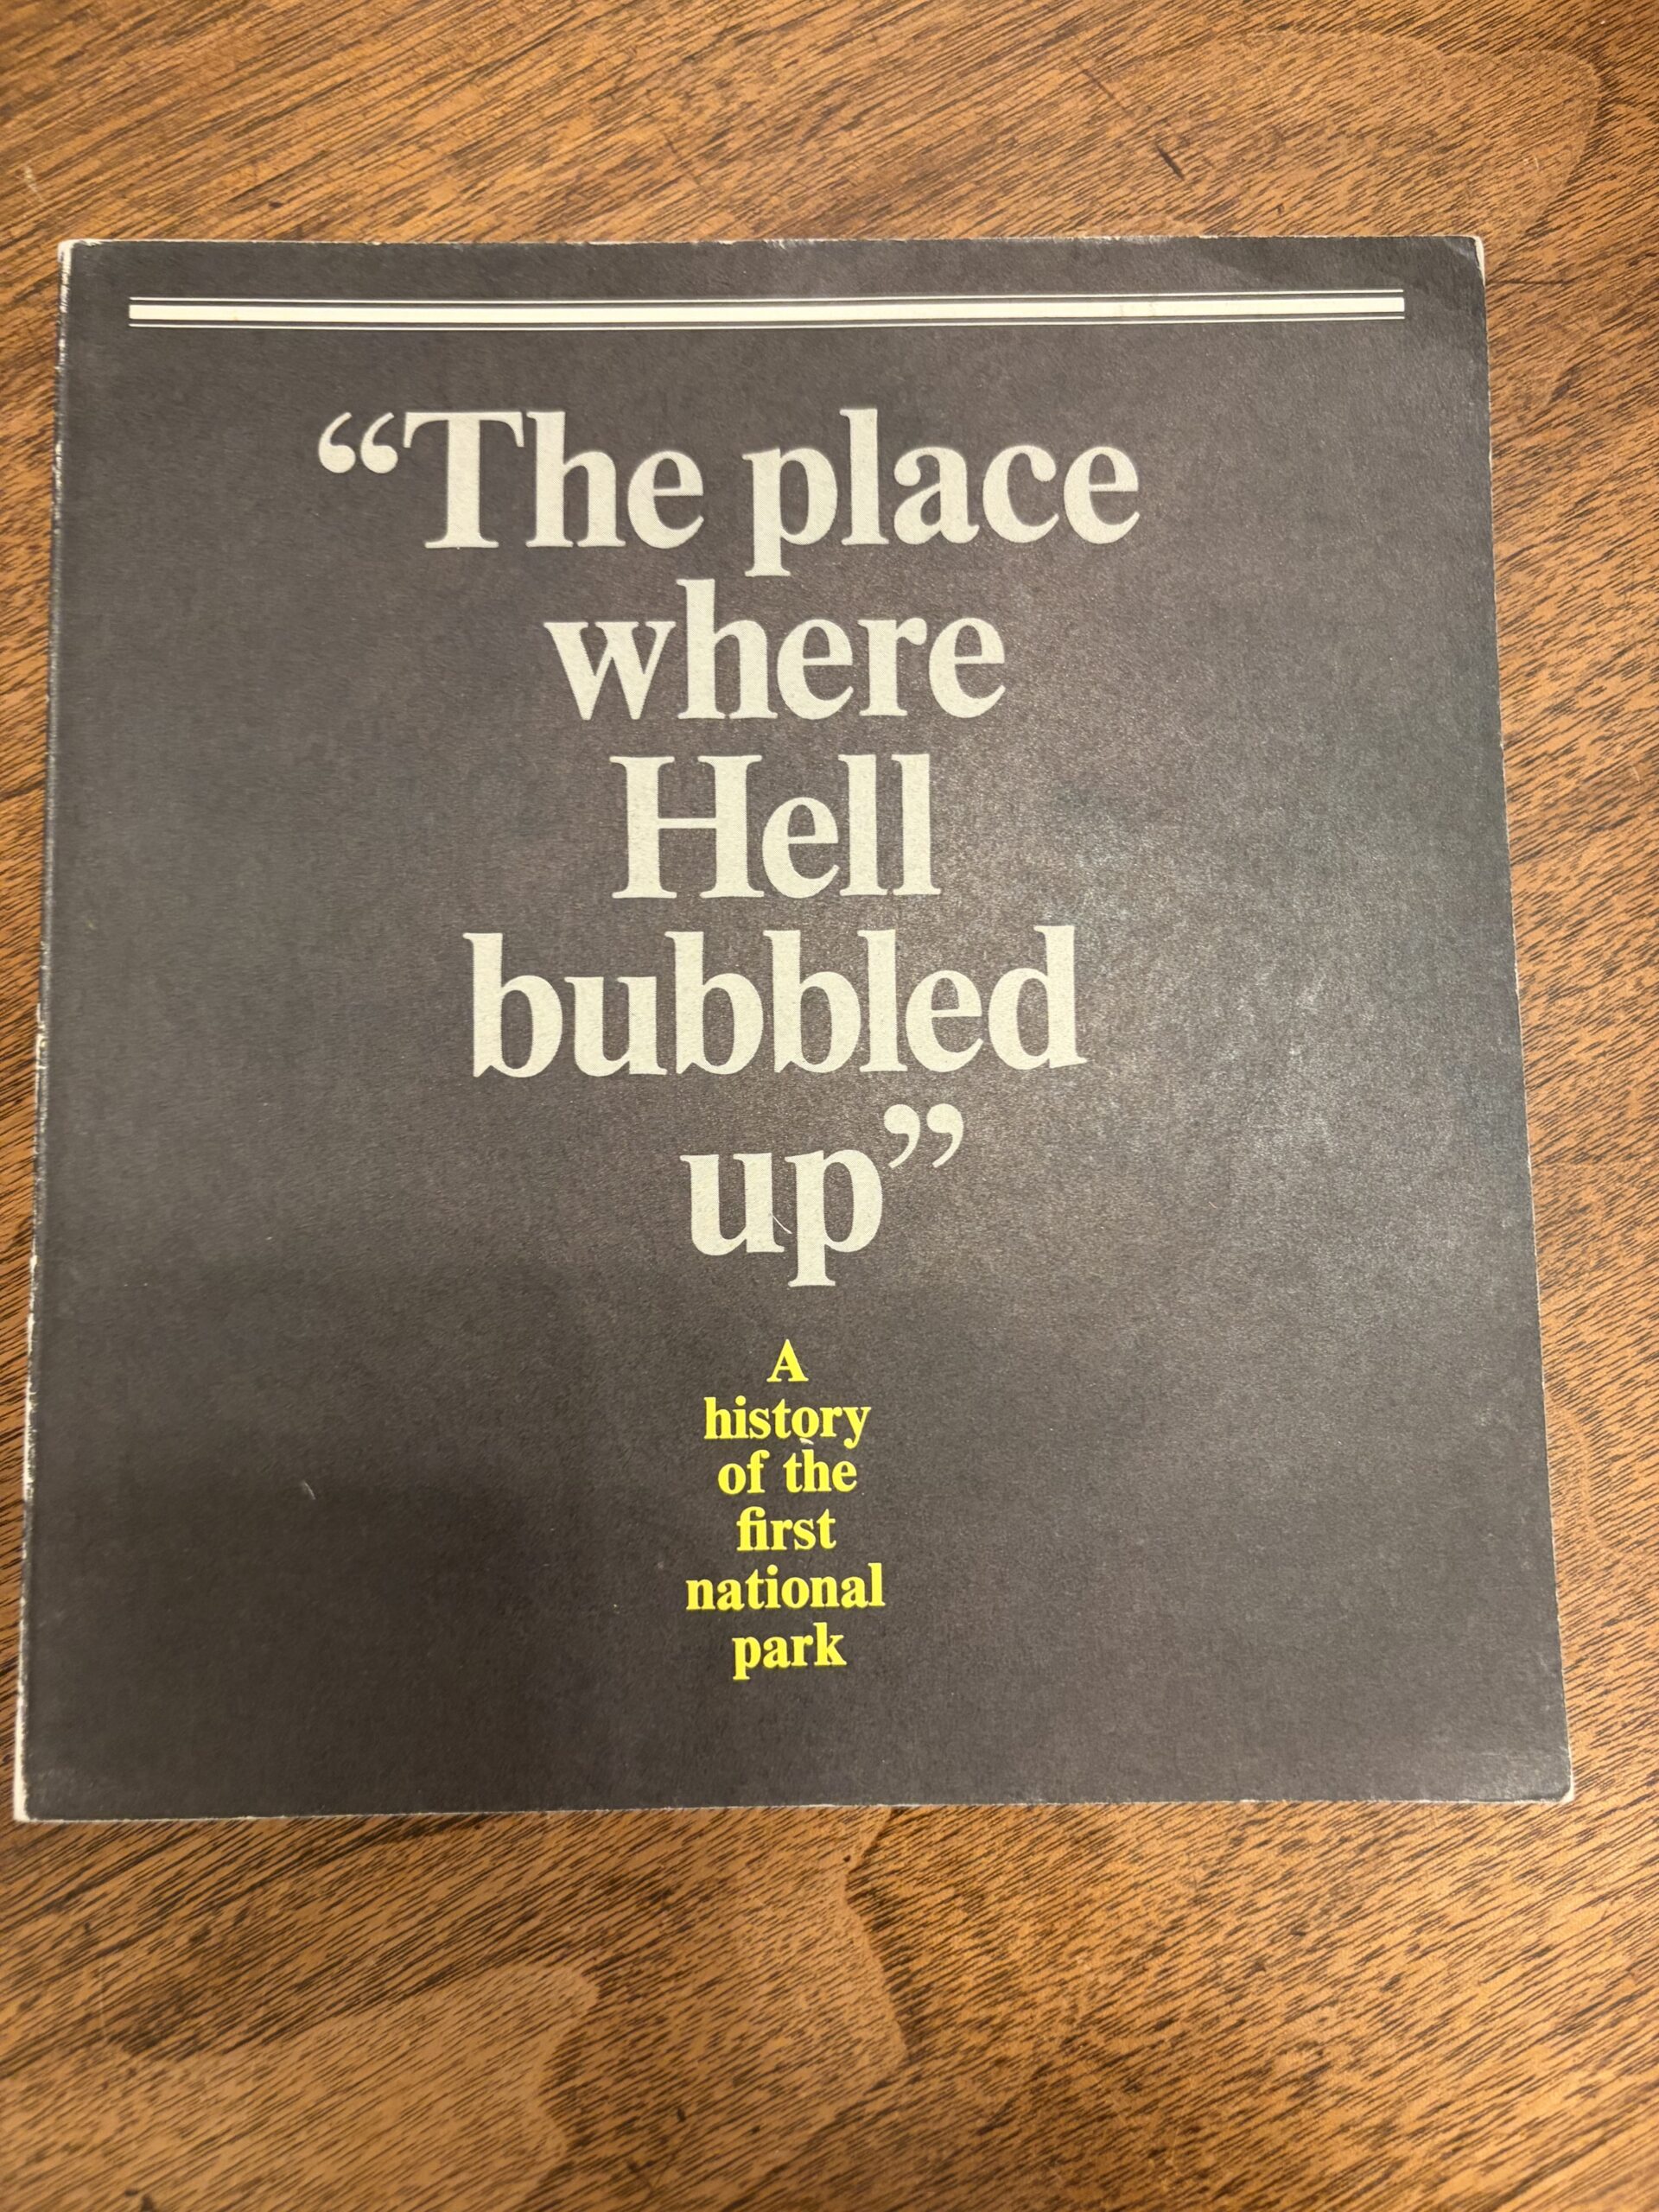 “The place
where
Hell
bubbled
up”
A
history
of the
first
national
park